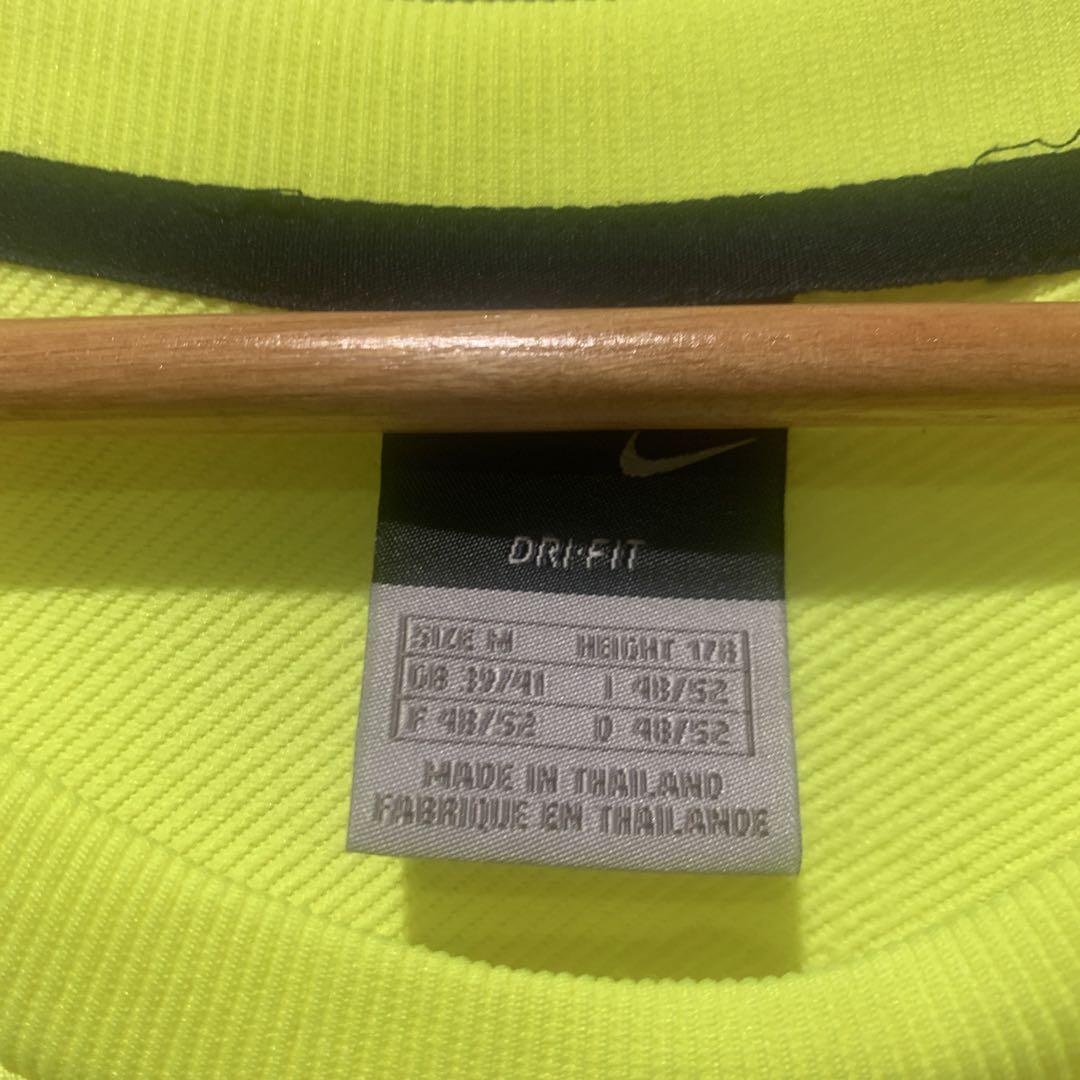 DRI-FIT
SIZE M HEIGHT 178
GB 39/41 I 48/52
F 48/52 D 48/52
MADE IN THAILAND
FABRIQUE EN THAILANDE